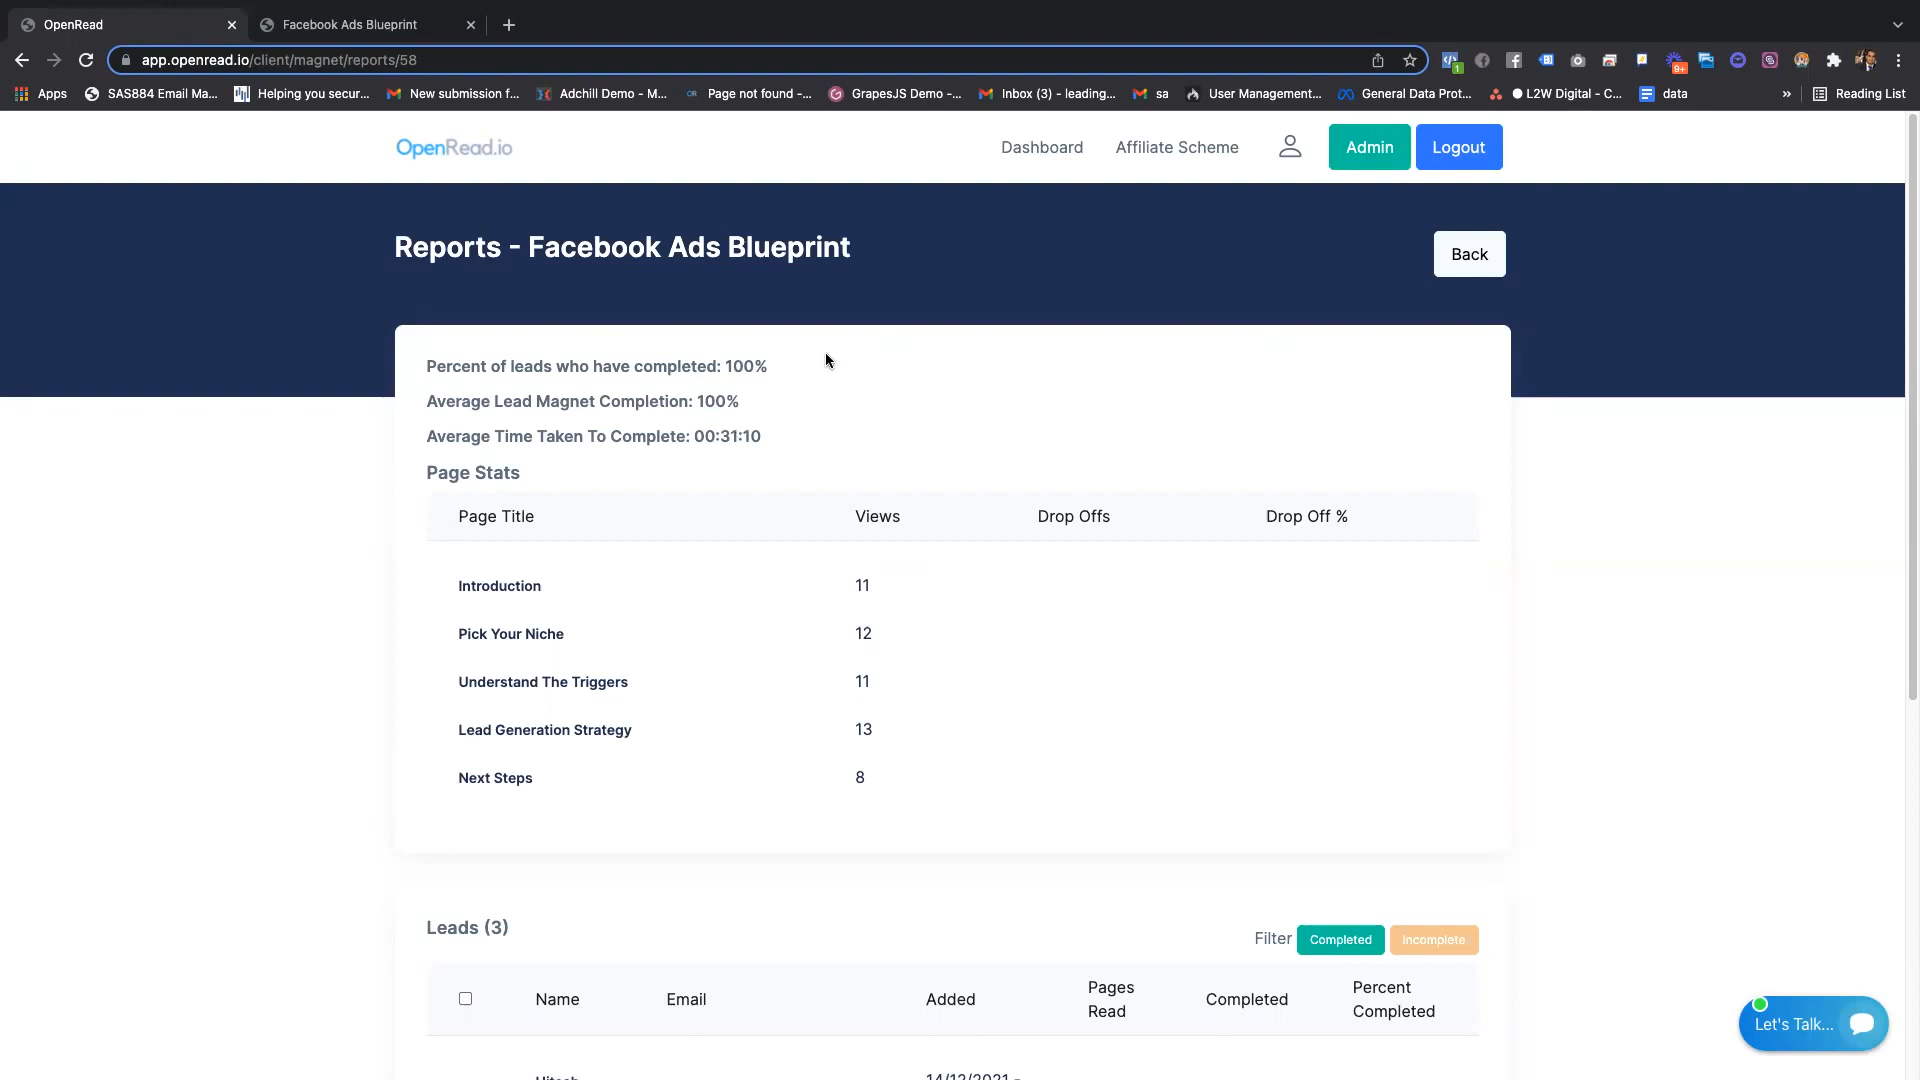 OpenRead
Facebook Ads Blueprint
app.openread.io/client/magnet/reports/58
Apps
SAS884 Email Ma...
Helping you secur...
New submission f...
Adchill Demo - M...
Page not found -...
GrapesJS Demo -...
Inbox (3) - leading...
sa
User Management...
General Data Prot...
L2W Digital - C...
data
»
Reading List
OpenRead.io
Dashboard
Affiliate Scheme
Admin
Logout
Reports - Facebook Ads Blueprint
Back
Percent of leads who have completed: 100%
Average Lead Magnet Completion: 100%
Average Time Taken To Complete: 00:31:10
Page Stats
Page Title Views Drop Offs Drop Off %
Introduction 11
Pick Your Niche 12
Understand The Triggers 11
Lead Generation Strategy 13
Next Steps 8
Leads (3)
Filter Completed Incomplete
Name Email Added Pages Read Completed Percent Completed
Let's Talk...
Hitesh
14/12/2021 -